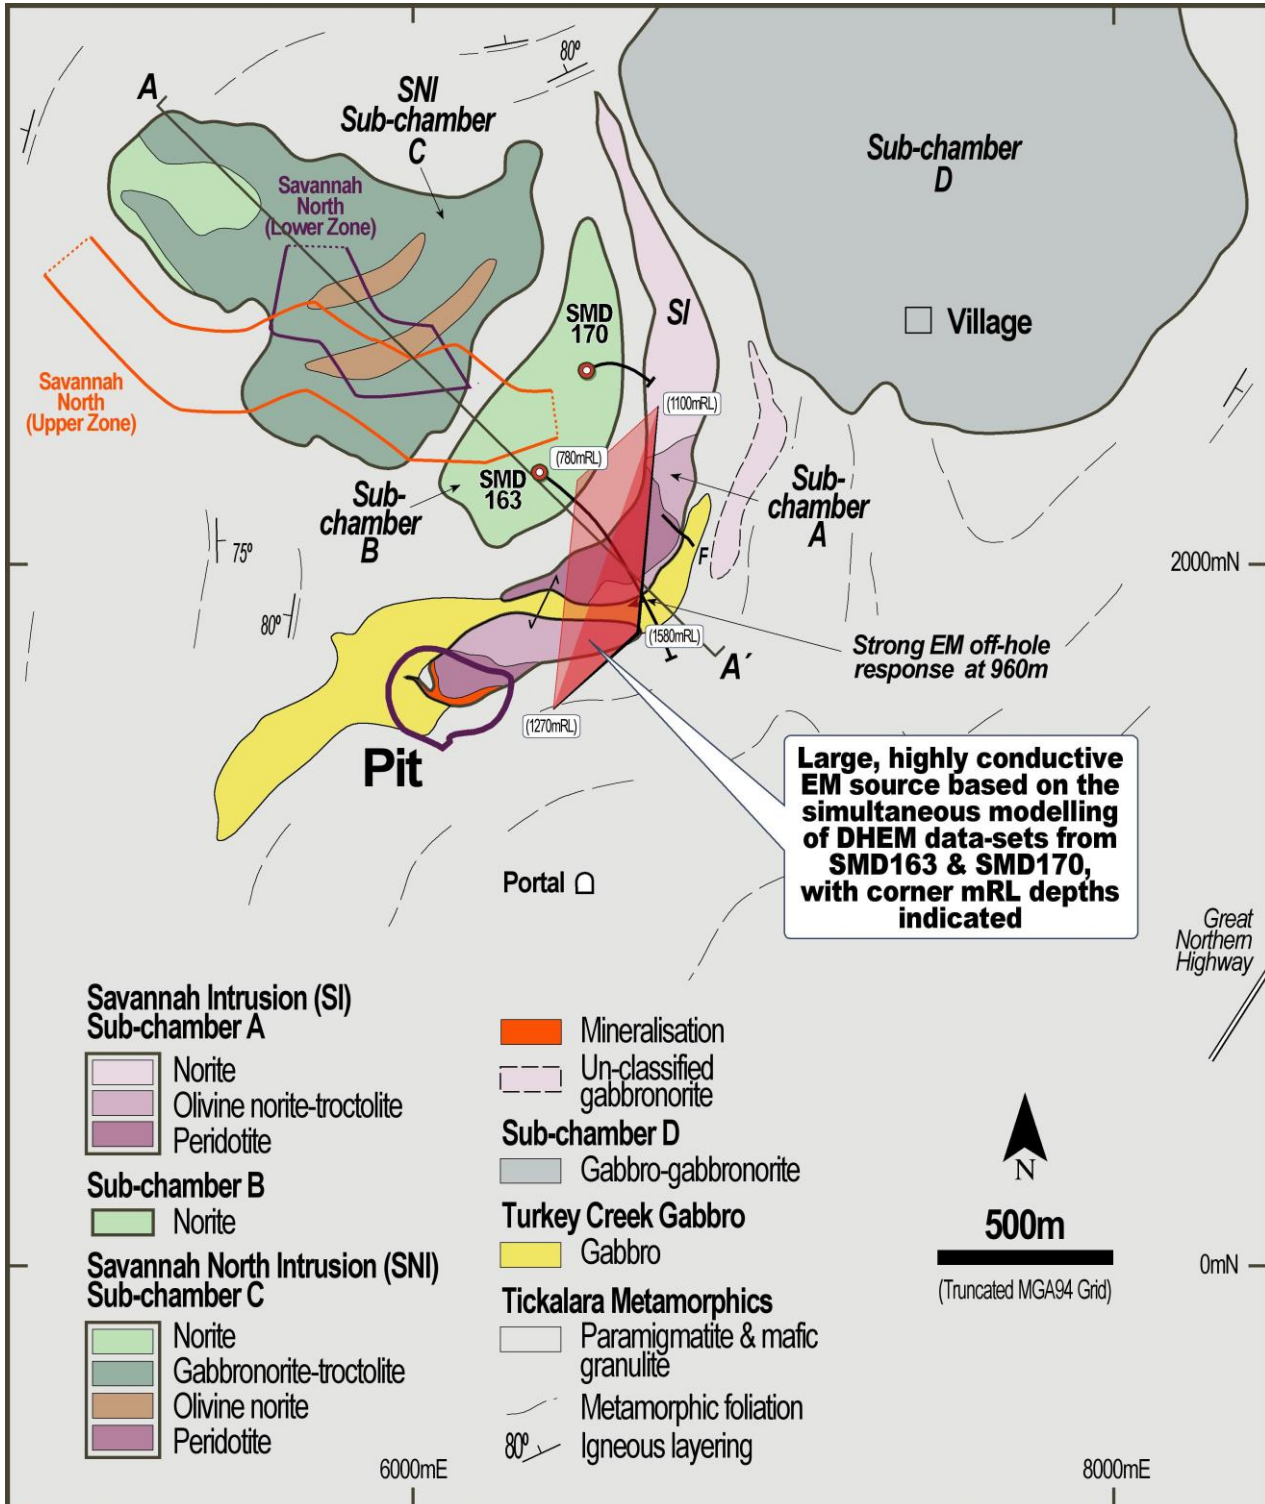 80º
A
SNI
Sub-chamber
C
Sub-chamber
D
Savannah
North
(Lower Zone)
SMD
170
SI
Village
(1100mRL)
Savannah
North
(Upper Zone)
(780mRL)
SMD
163
Sub-
chamber
B
Sub-
chamber
A
F
75º
2000mN
80º
(1580mRL)
A´
Strong EM off-hole
response at 960m
(1270mRL)
Pit
Large, highly conductive
EM source based on the
simultaneous modelling
of DHEM data-sets from
SMD163 & SMD170,
with corner mRL depths
indicated
Portal
Great
Northern
Highway
Savannah Intrusion (SI)
Sub-chamber A
Norite
Olivine norite-troctolite
Peridotite
Sub-chamber B
Norite
Savannah North Intrusion (SNI)
Sub-chamber C
Norite
Gabbronorite-troctolite
Olivine norite
Peridotite
Mineralisation
Un-classified
gabbronorite
Sub-chamber D
Gabbro-gabbronorite
Turkey Creek Gabbro
Gabbro
Tickalara Metamorphics
Paramigmatite & mafic
granulite
Metamorphic foliation
80º Igneous layering
N
500m
(Truncated MGA94 Grid)
0mN
6000mE
8000mE